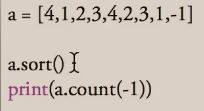 a = [4,1,2,3,4,2,3,1,-1]
a.sort()
print(a.count(-1))